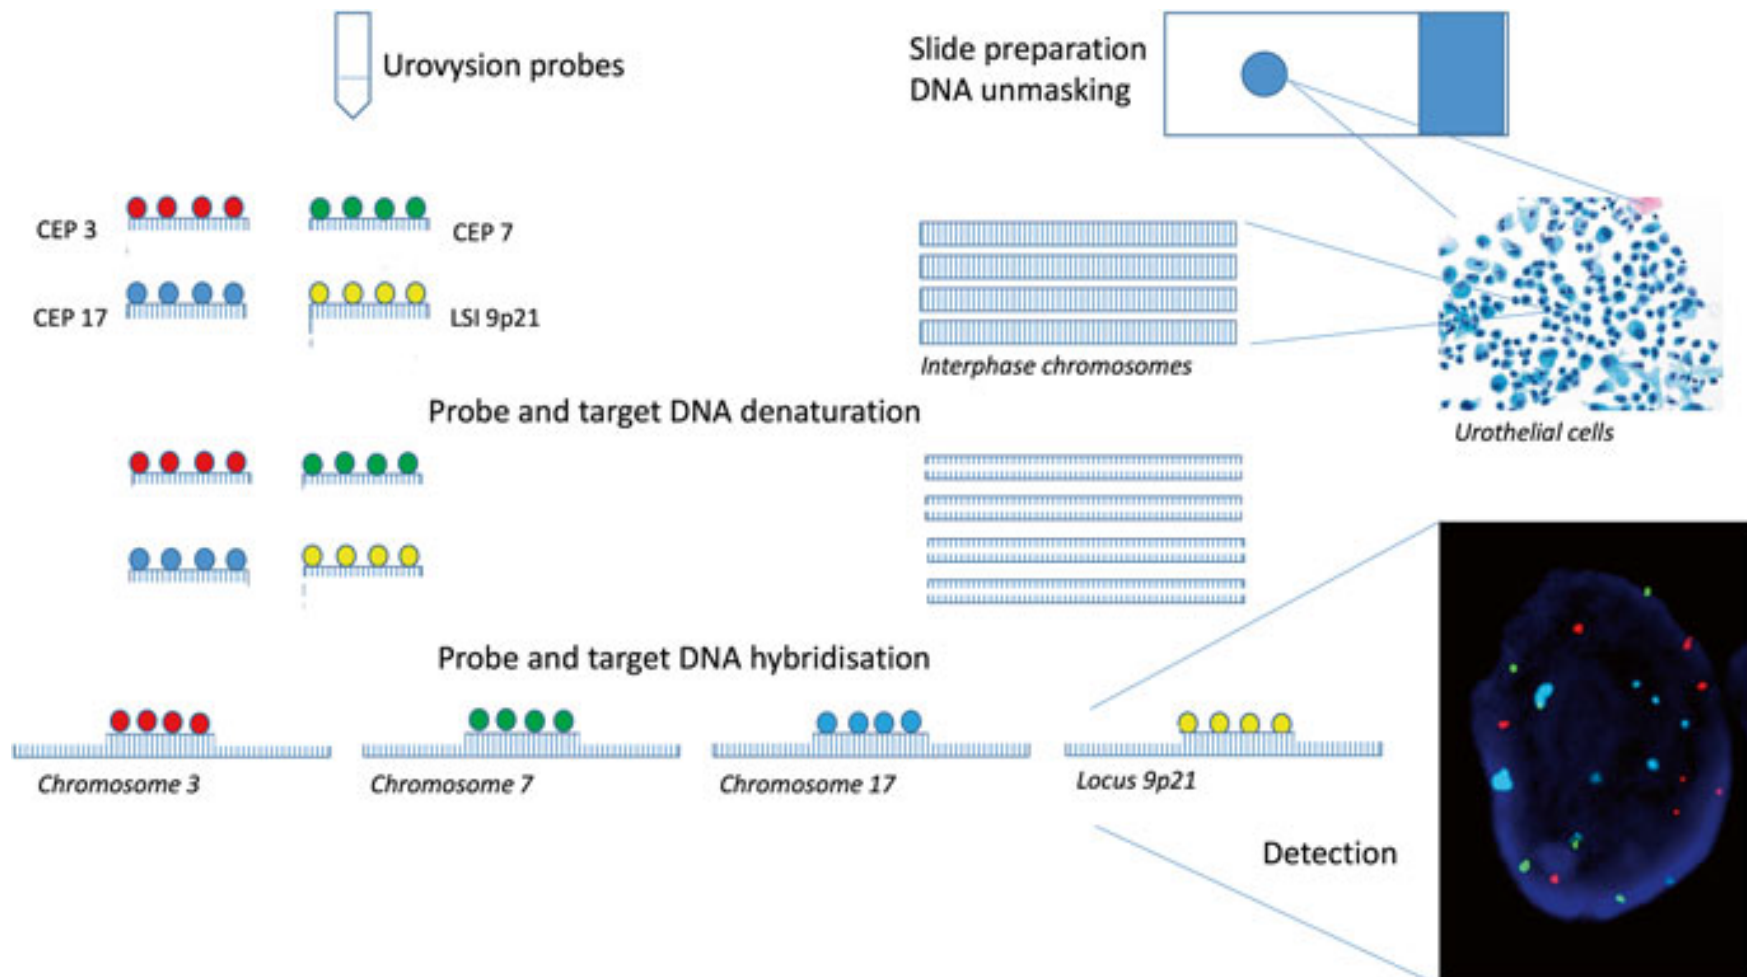 Urovysion probes
Slide preparation
DNA unmasking
CEP 3
CEP 7
CEP 17
LSI 9p21
Interphase chromosomes
Urothelial cells
Probe and target DNA denaturation
Probe and target DNA hybridisation
Chromosome 3
Chromosome 7
Chromosome 17
Locus 9p21
Detection